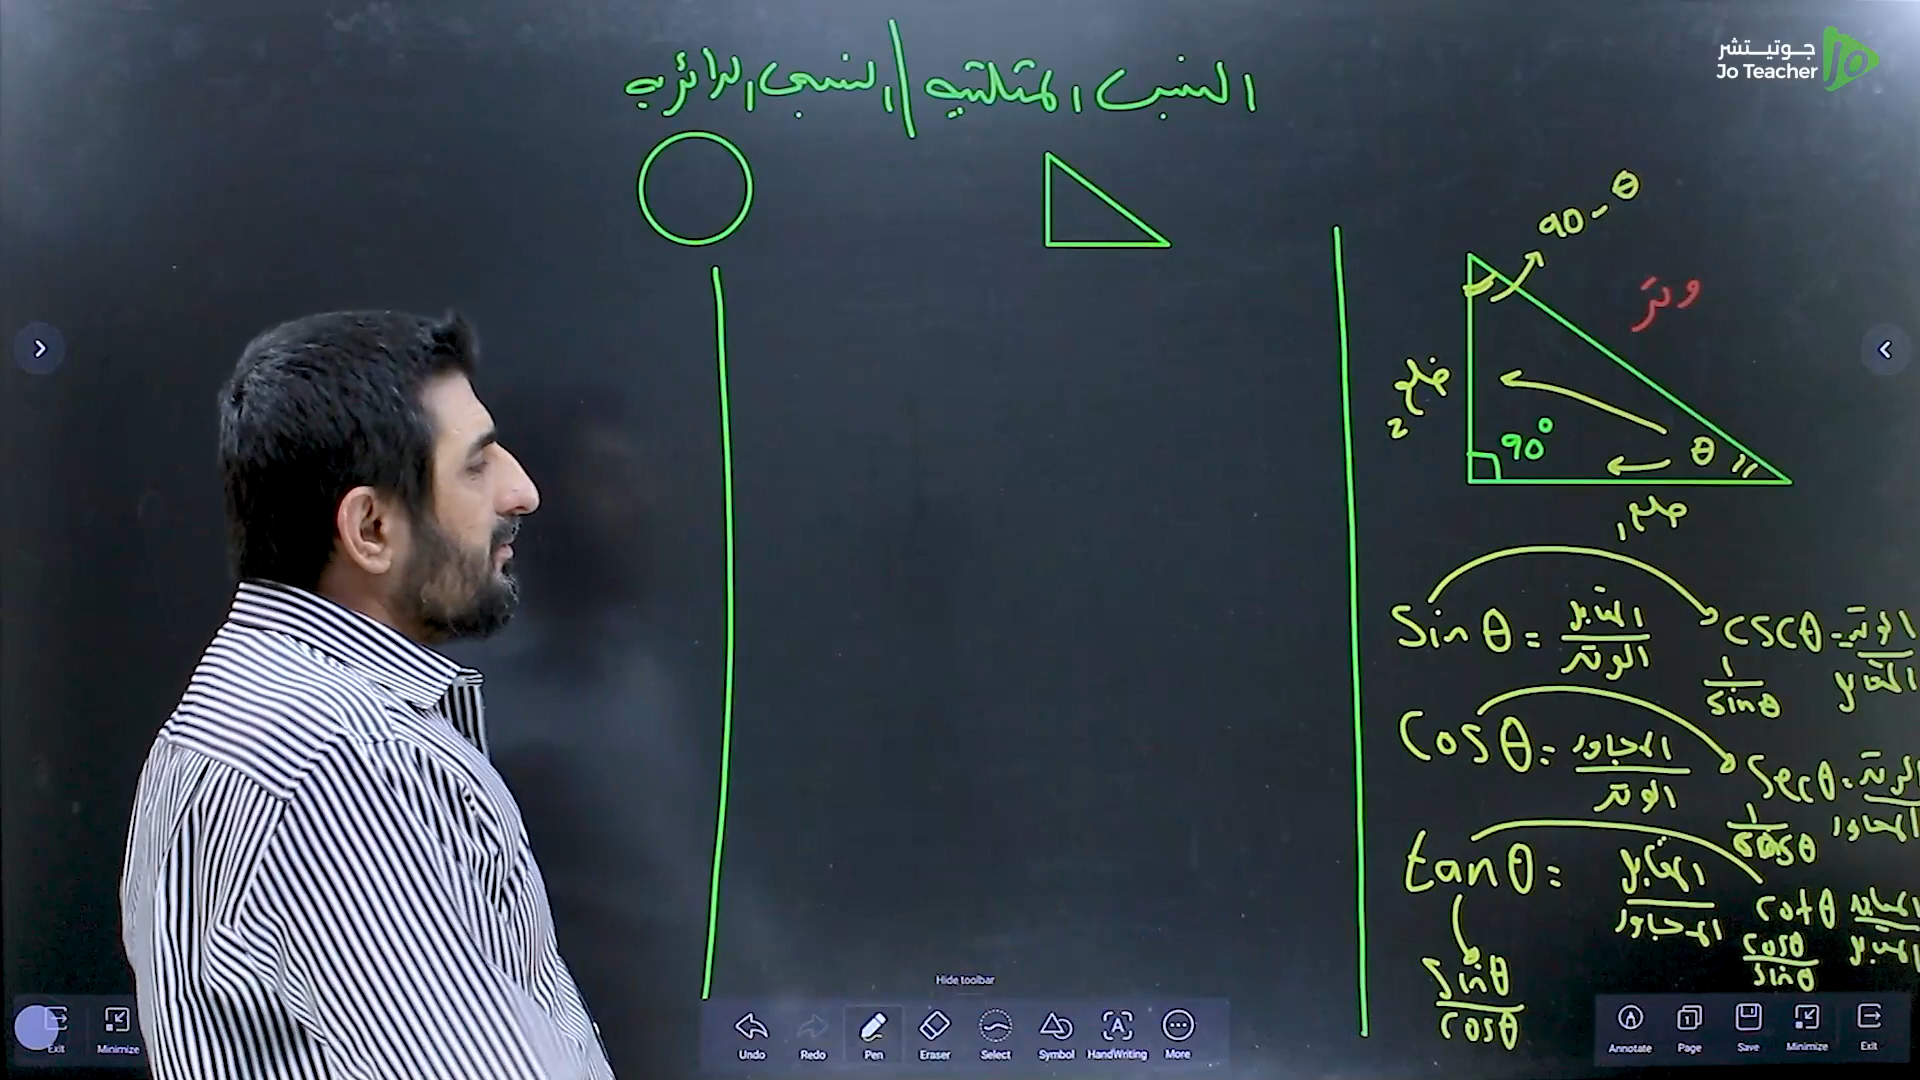 جوتيتشر
Jo Teacher
النسب المثلثيه / النسب الدائريه
90 - θ
وتر
ضلع 2
90°
θ
ضلع 1
Sin θ = المقابل / الوتر
CSC θ = الوتر / المقابل
1 / sin θ
Cos θ = المجاور / الوتر
Sec θ = الوتر / المجاور
1 / cos θ
tan θ = المقابل / المجاور
Cot θ المجاور / المقابل
cos θ / sin θ
Sin θ / Cos θ
Hide toolbar
Exit Minimize
Undo Redo Pen Eraser Select Symbol HandWriting More
Annotate Page Save Minimize Exit